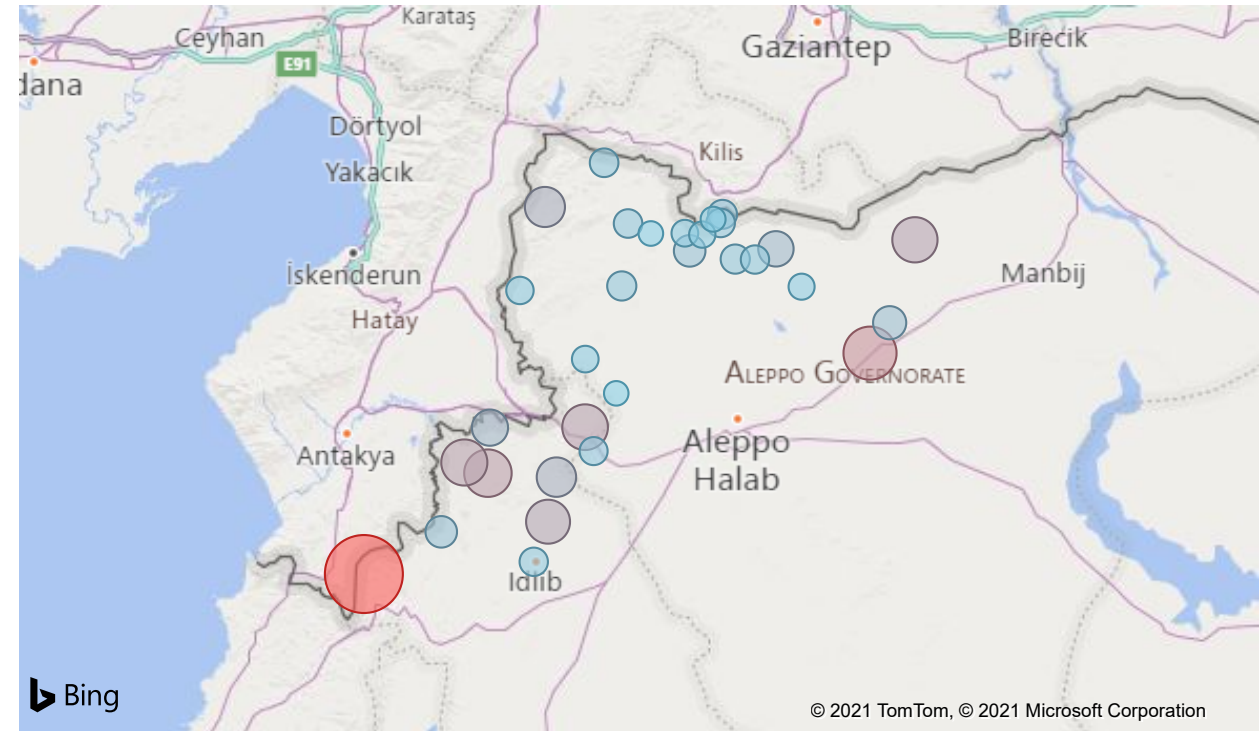 Karataş
Ceyhan
Gaziantep
Birecik
E91
dana
Dörtyol
Kilis
Yakacık
İskenderun
Manbij
Hatay
ALEPPO GOVERNORATE
Antakya
Aleppo
Halab
Idlib
Bing
© 2021 TomTom, © 2021 Microsoft Corporation